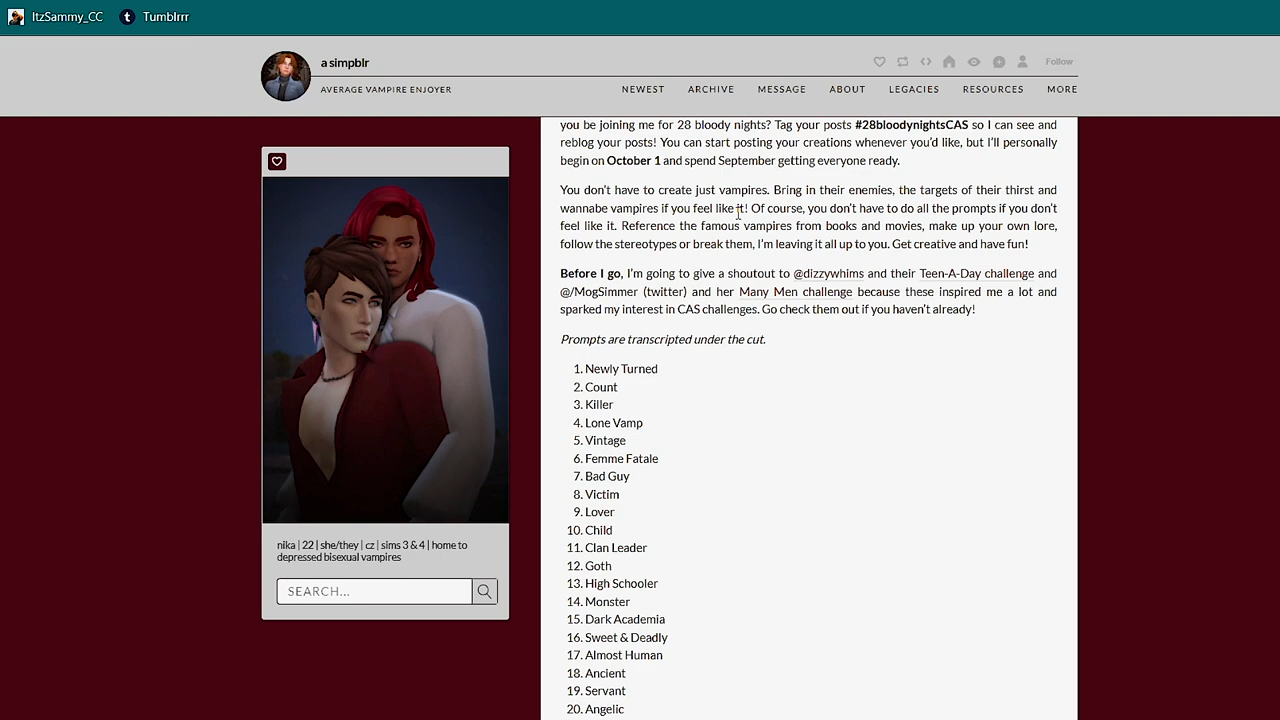 ItzSammy_CC
Tumblrrr
a simpblr
Follow
AVERAGE VAMPIRE ENJOYER
NEWEST
ARCHIVE
MESSAGE
ABOUT
LEGACIES
RESOURCES
MORE
nika | 22 | she/they | cz | sims 3 & 4 | home to
depressed bisexual vampires
SEARCH...
you be joining me for 28 bloody nights? Tag your posts #28bloodynightsCAS so I can see and
reblog your posts! You can start posting your creations whenever you'd like, but I'll personally
begin on October 1 and spend September getting everyone ready.
You don't have to create just vampires. Bring in their enemies, the targets of their thirst and
wannabe vampires if you feel like it! Of course, you don't have to do all the prompts if you don't
feel like it. Reference the famous vampires from books and movies, make up your own lore,
follow the stereotypes or break them, I'm leaving it all up to you. Get creative and have fun!
Before I go, I'm going to give a shoutout to @dizzywhims and their Teen-A-Day challenge and
@/MogSimmer (twitter) and her Many Men challenge because these inspired me a lot and
sparked my interest in CAS challenges. Go check them out if you haven't already!
Prompts are transcripted under the cut.
1. Newly Turned
2. Count
3. Killer
4. Lone Vamp
5. Vintage
6. Femme Fatale
7. Bad Guy
8. Victim
9. Lover
10. Child
11. Clan Leader
12. Goth
13. High Schooler
14. Monster
15. Dark Academia
16. Sweet & Deadly
17. Almost Human
18. Ancient
19. Servant
20. Angelic